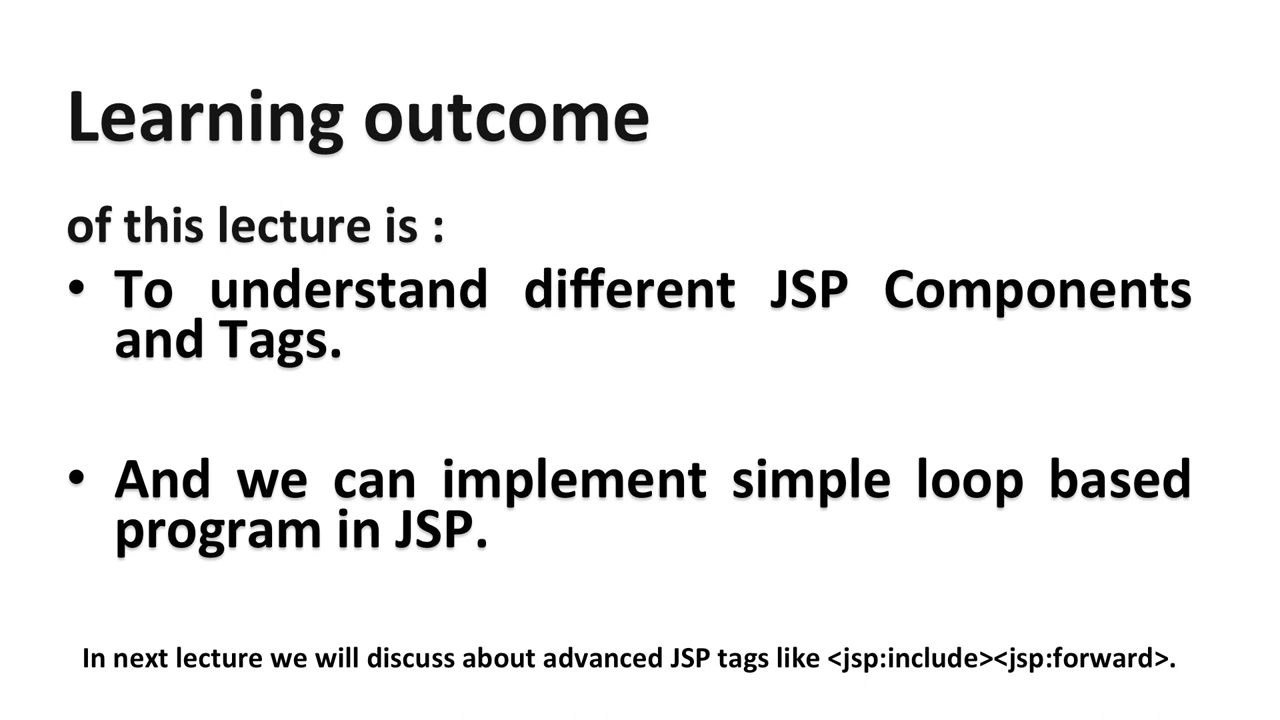 Learning outcome
of this lecture is :
• To understand different JSP Components
and Tags.
• And we can implement simple loop based
program in JSP.
In next lecture we will discuss about advanced JSP tags like <jsp:include><jsp:forward>.